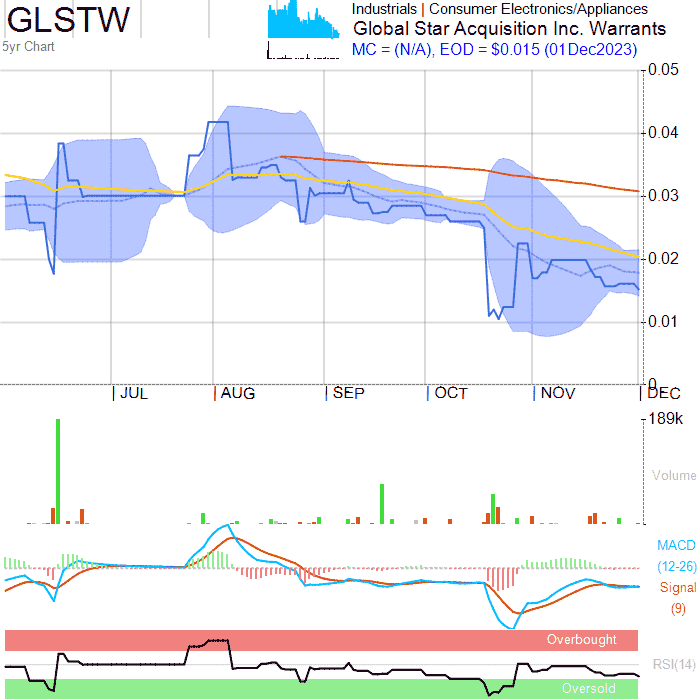 GLSTW
5yr Chart
Industrials | Consumer Electronics/Appliances
Global Star Acquisition Inc. Warrants
MC = (N/A), EOD = $0.015 (01Dec2023)
0.05
0.04
0.03
0.02
0.01
0
JUL AUG SEP OCT NOV DEC
189k
Volume
MACD
(12-26)
Signal
(9)
Overbought
RSI(14)
Oversold